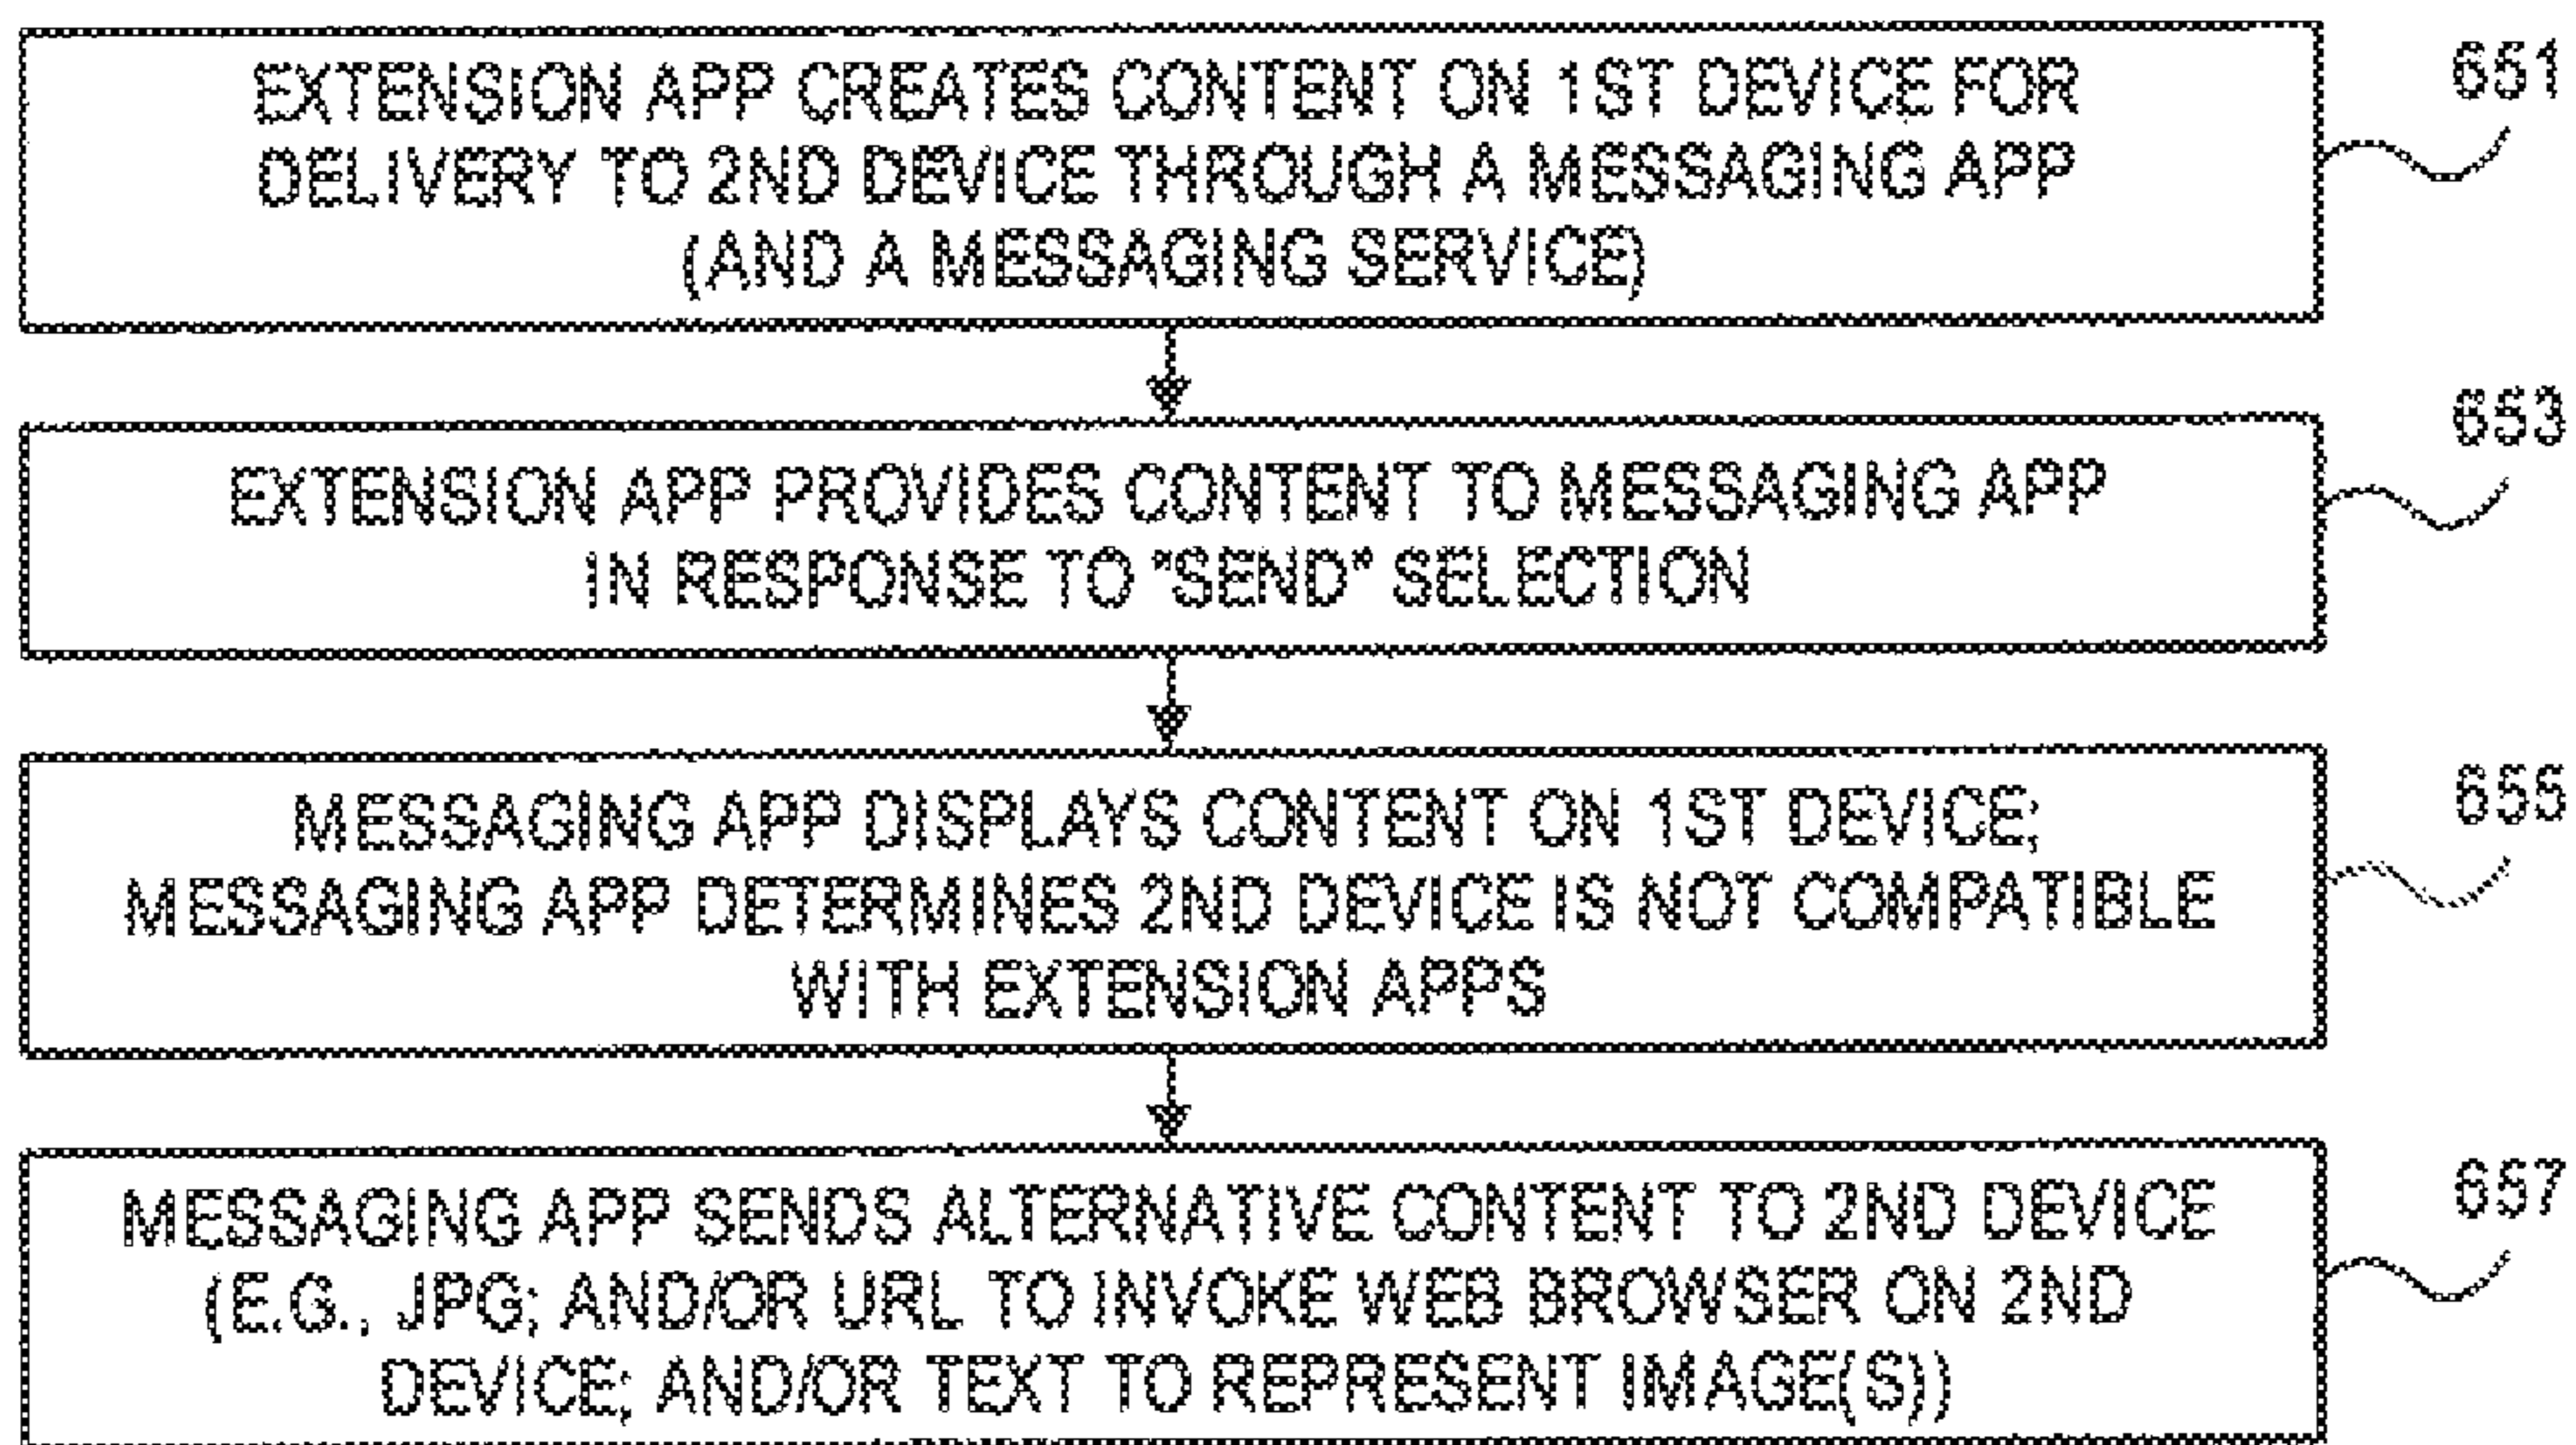 EXTENSION APP CREATES CONTENT ON 1ST DEVICE FOR
DELIVERY TO 2ND DEVICE THROUGH A MESSAGING APP
(AND A MESSAGING SERVICE)
651
EXTENSION APP PROVIDES CONTENT TO MESSAGING APP
IN RESPONSE TO "SEND" SELECTION
653
MESSAGING APP DISPLAYS CONTENT ON 1ST DEVICE;
MESSAGING APP DETERMINES 2ND DEVICE IS NOT COMPATIBLE
WITH EXTENSION APPS
655
MESSAGING APP SENDS ALTERNATIVE CONTENT TO 2ND DEVICE
(E.G., JPG; AND/OR URL TO INVOKE WEB BROWSER ON 2ND
DEVICE; AND/OR TEXT TO REPRESENT IMAGE(S))
657